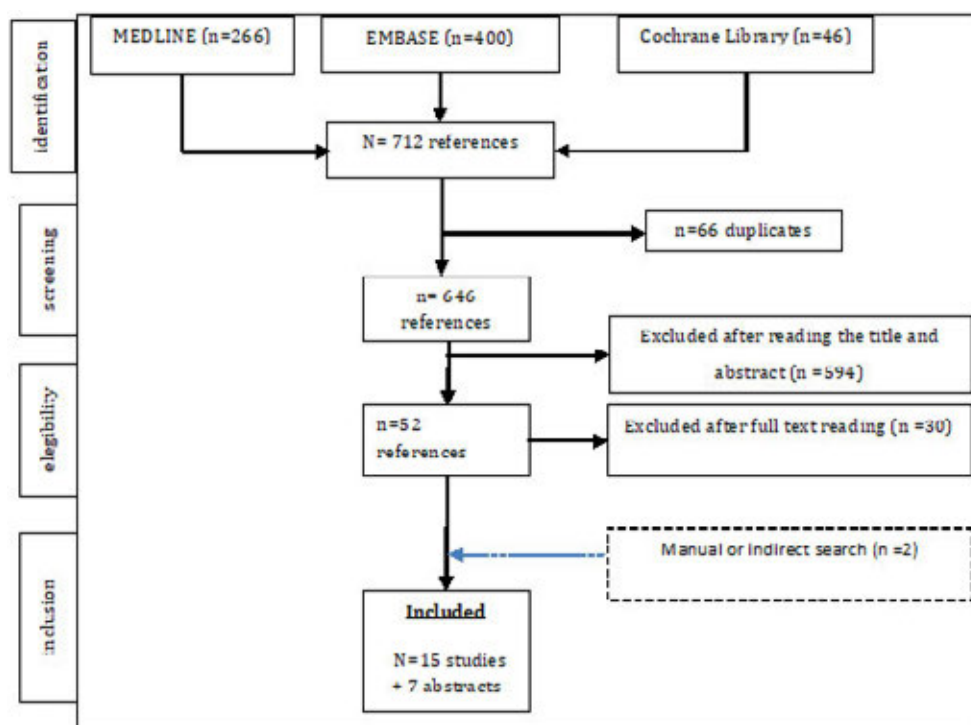 identification
MEDLINE (n=266)
EMBASE (n=400)
Cochrane Library (n=46)
N= 712 references
screening
n=66 duplicates
n= 646
references
Excluded after reading the title and
abstract (n =594)
elegibility
n=52
references
Excluded after full text reading (n =30)
inclusion
Manual or indirect search (n =2)
Included
N=15 studies
+ 7 abstracts